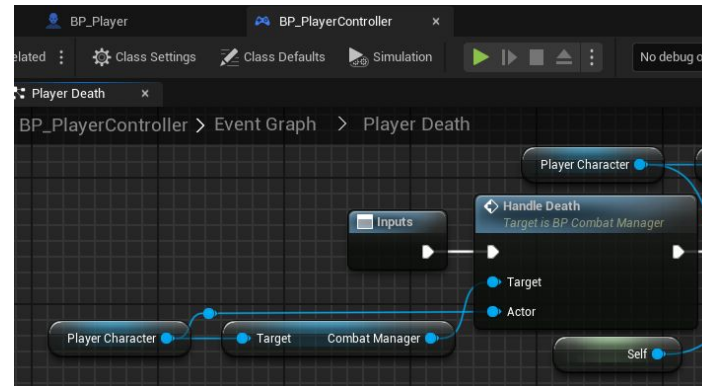 BP_Player
BP_PlayerController
elated
Class Settings
Class Defaults
Simulation
No debug o
Player Death
BP_PlayerController > Event Graph > Player Death
Player Character
Handle Death
Target is BP Combat Manager
Inputs
Target
Actor
Player Character
Target
Combat Manager
Self